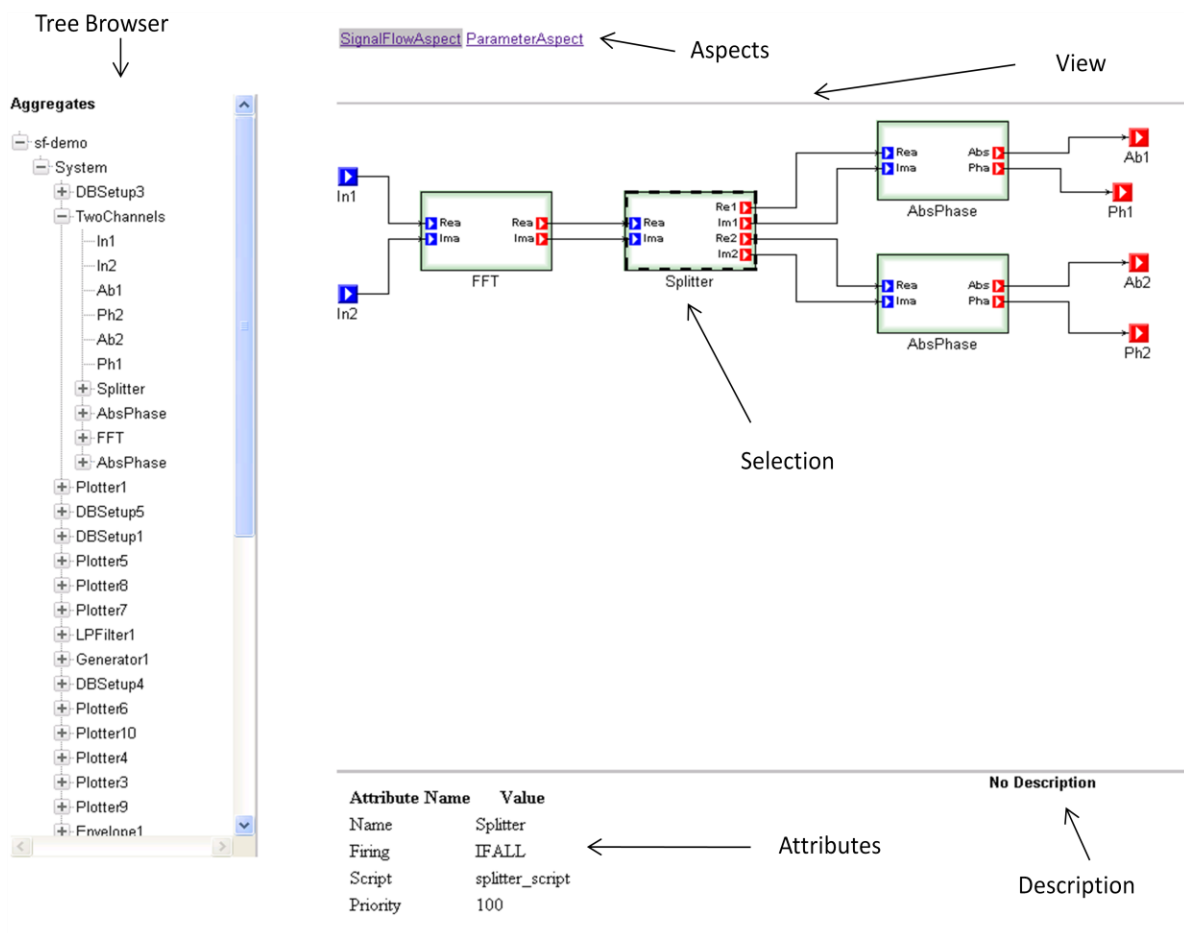 Tree Browser
SignalFlowAspect ParameterAspect
Aspects
View
Aggregates
sf-demo
System
DBSetup3
TwoChannels
In1
In2
Ab1
Ph2
Ab2
Ph1
Splitter
AbsPhase
FFT
AbsPhase
Plotter1
DBSetup5
DBSetup1
Plotter5
Plotter8
Plotter7
LPFilter1
Generator1
DBSetup4
Plotter6
Plotter10
Plotter4
Plotter3
Plotter9
Envelope1
In1
In2
Rea Rea
Ima Ima
FFT
Rea Re1
Ima Im1
Re2
Im2
Splitter
Rea Abs
Ima Pha
AbsPhase
Ab1
Ph1
Rea Abs
Ima Pha
AbsPhase
Ab2
Ph2
Selection
Attribute Name Value
Name Splitter
Firing IFALL
Script splitter_script
Priority 100
Attributes
No Description
Description